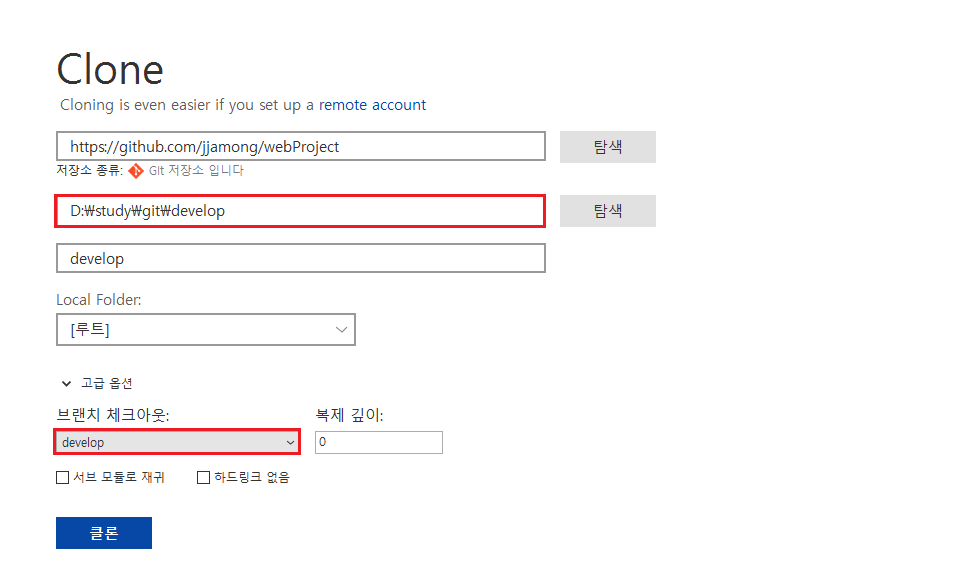 Clone
Cloning is even easier if you set up a remote account
https://github.com/jjamong/webProject 탐색
저장소 종류: Git 저장소 입니다
D:₩study₩git₩develop 탐색
develop
Local Folder:
[루트]
고급 옵션
브랜치 체크아웃: 복제 깊이:
develop 0
서브 모듈로 재귀 하드링크 없음
클론